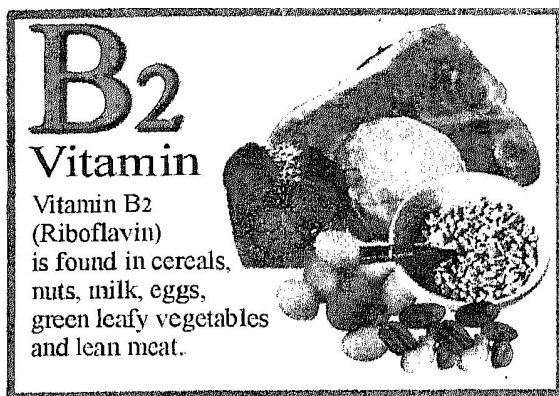 B2
Vitamin
Vitamin B2
(Riboflavin)
is found in cereals,
nuts, milk, eggs,
green leafy vegetables
and lean meat.